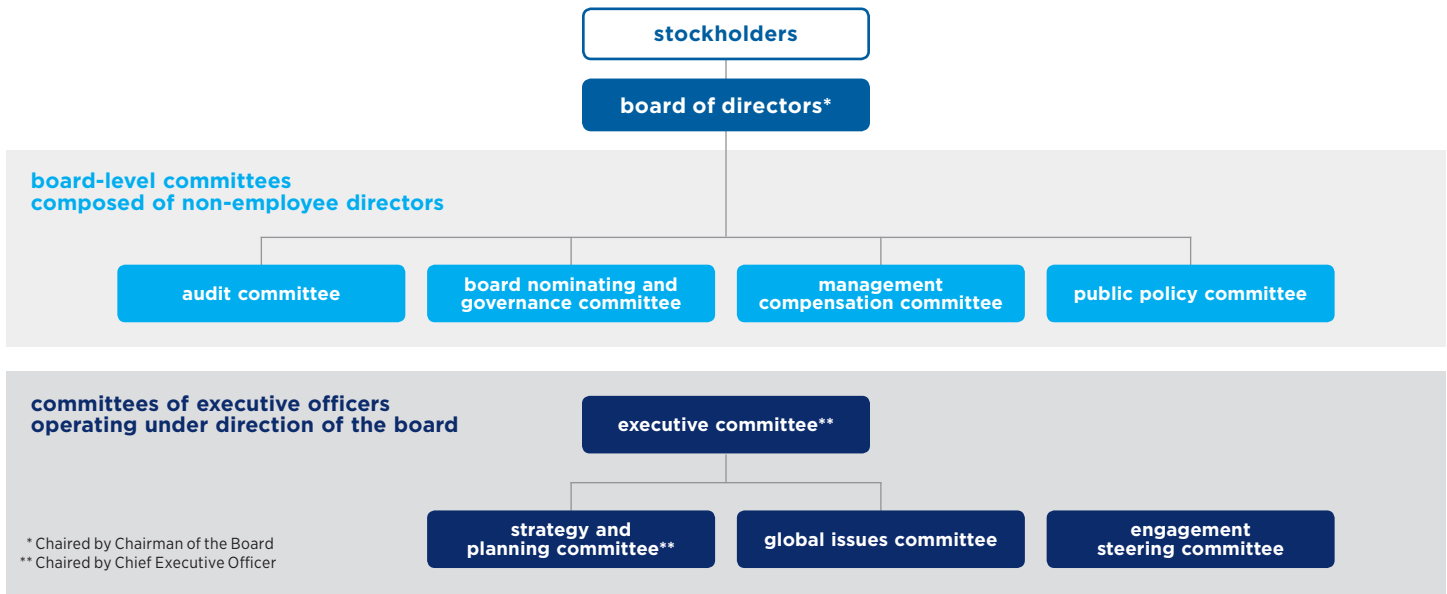 stockholders
board of directors*
board-level committees
composed of non-employee directors
audit committee
board nominating and
governance committee
management
compensation committee
public policy committee
committees of executive officers
operating under direction of the board
executive committee**
strategy and
planning committee**
global issues committee
engagement
steering committee
* Chaired by Chairman of the Board
** Chaired by Chief Executive Officer